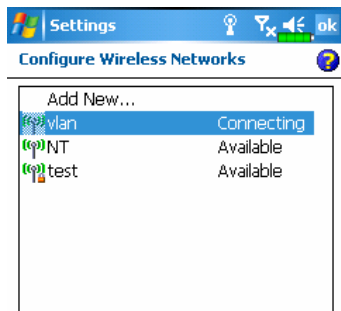 Settings ok
Configure Wireless Networks ?
Add New...
vlan Connecting
NT Available
test Available